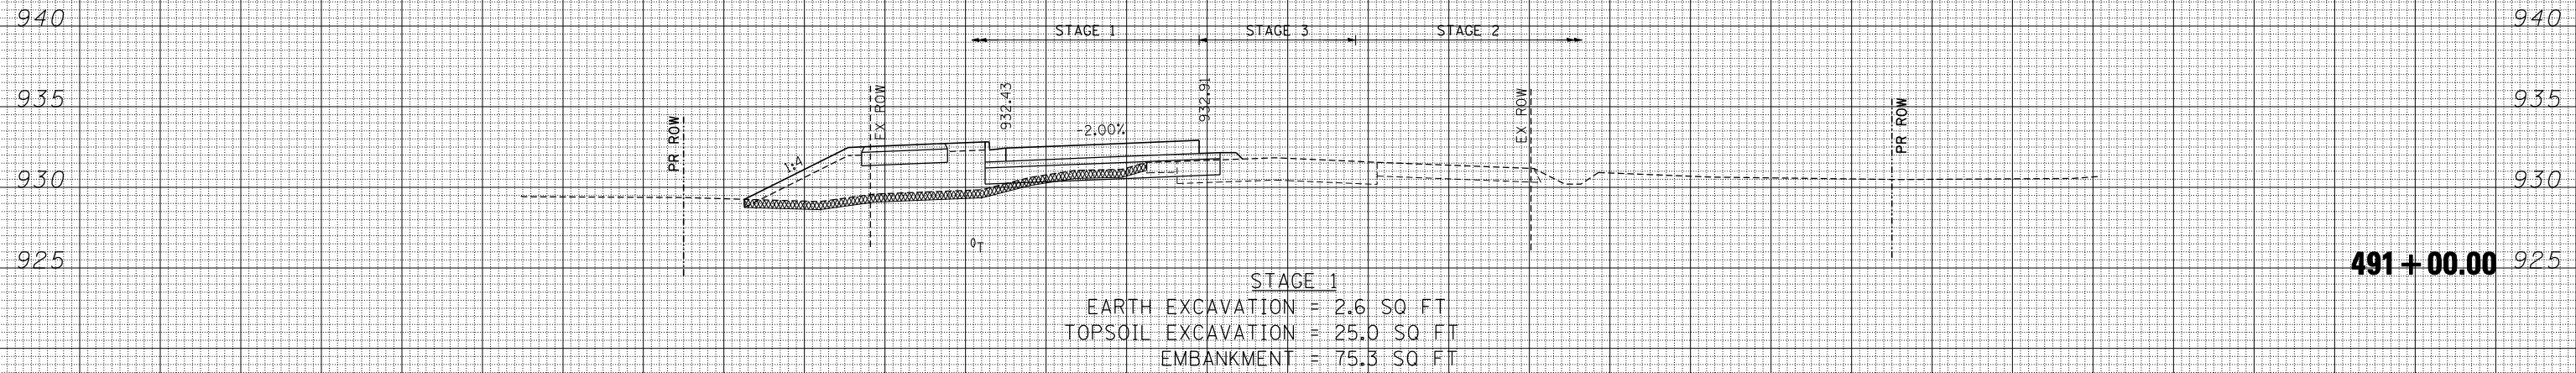 940 940
STAGE 1 STAGE 3 STAGE 2
935 935
PR ROW
EX ROW
932.43
932.91
EX ROW
PR ROW
1:4
-2.00%
930 930
0T
925 491+00.00 925
STAGE 1
EARTH EXCAVATION = 2.6 SQ FT
TOPSOIL EXCAVATION = 25.0 SQ FT
EMBANKMENT = 75.3 SQ FT